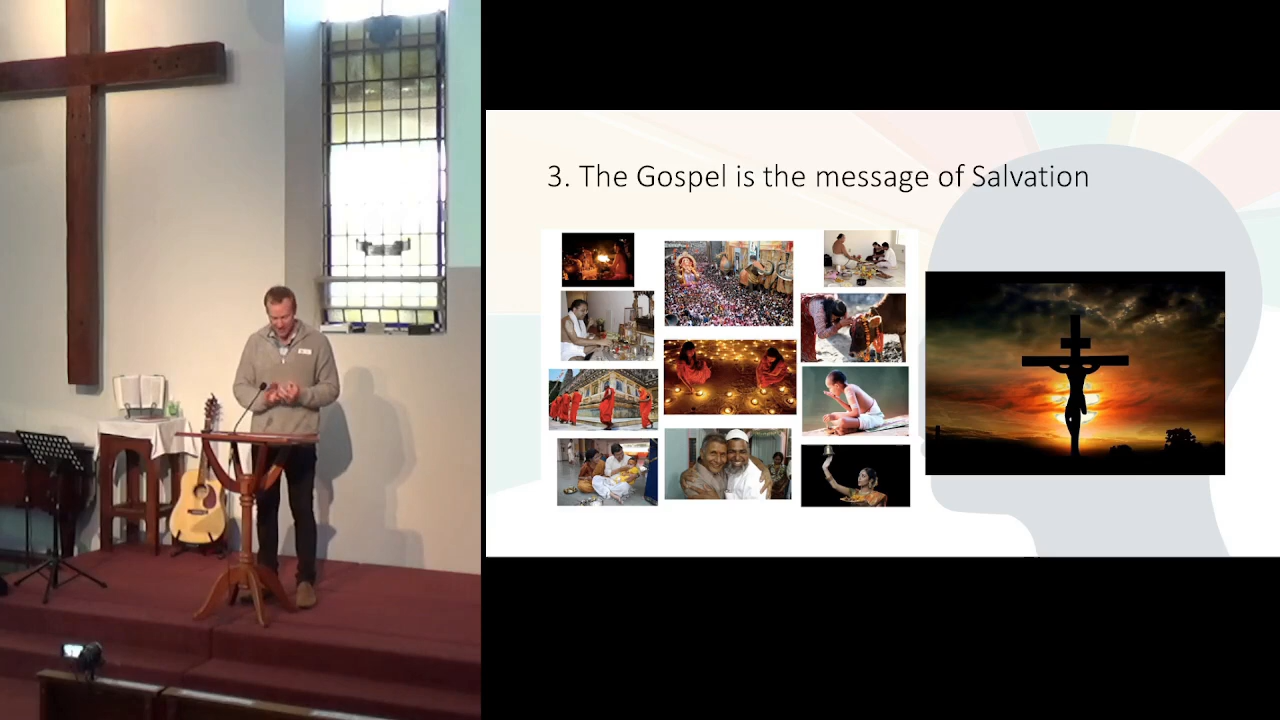 3. The Gospel is the message of Salvation